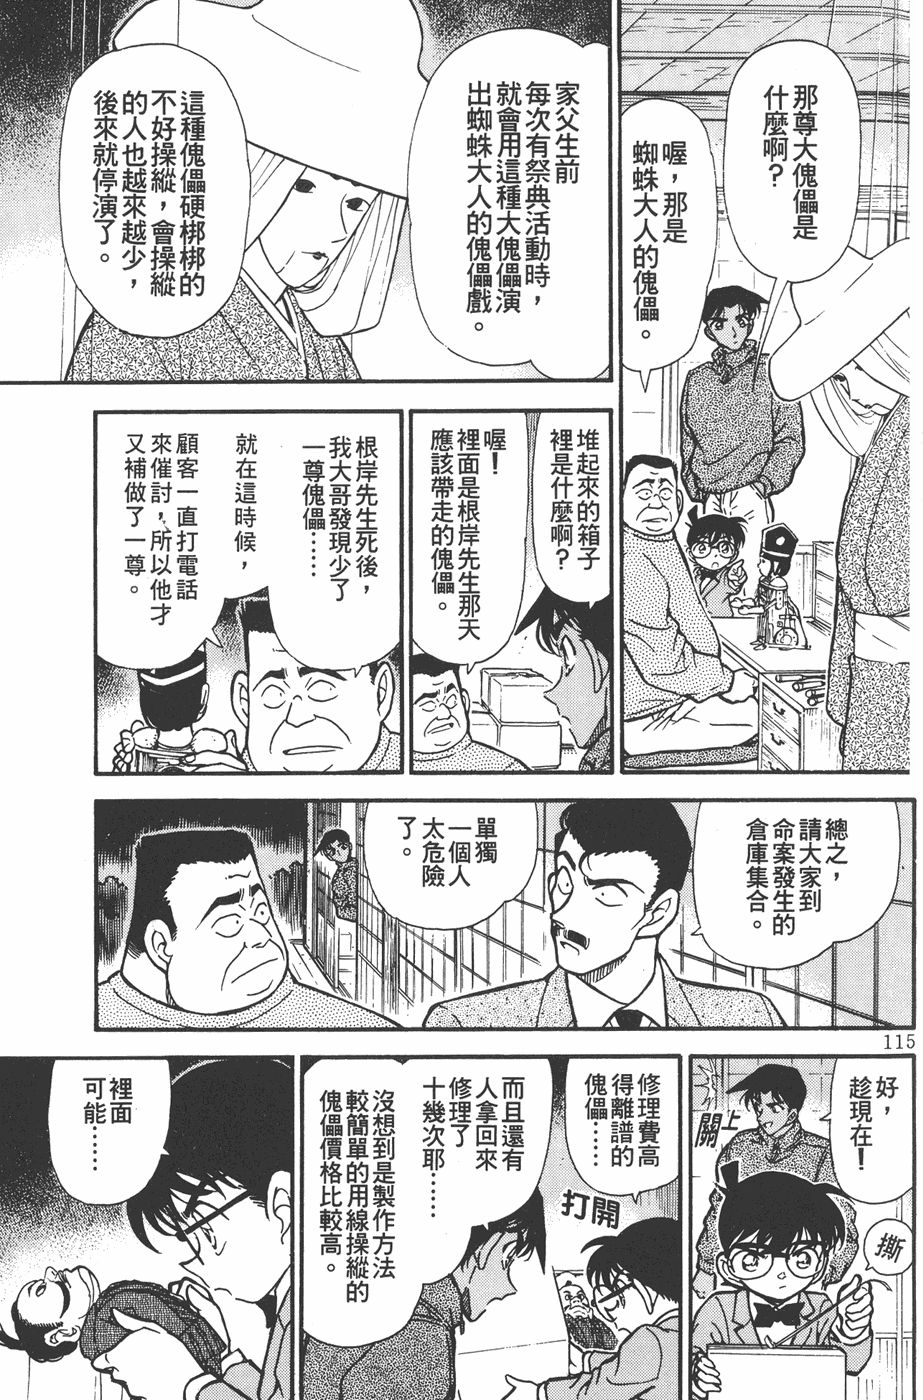 那尊大傀儡是
什麼啊？
喔，那是
蜘蛛大人的傀儡。
家父生前
每次有祭典活動時，
就會用這種大傀儡演
出蜘蛛大人的傀儡戲。
這種傀儡硬梆梆的
不好操縱，會操縱
的人也越來越少，
後來就停演了。
堆起來的箱子
裡是什麼啊？
喔！
裡面是根岸先生那天
應該帶走的傀儡。
根岸先生死後，
我大哥發現少了
一尊傀儡……
就在這時候，
顧客一直打電話
來催討，所以他才
又補做了一尊。
總之，
請大家到
命案發生的
倉庫集合。
單獨
一個人
太危險
了。
115
好，
趁現在！
關上
撕
修理費高
得離譜的
傀儡……
打開
而且還有
人拿回來
修理了
十幾次耶……
沒想到是製作方法
較簡單的用線操縱的
傀儡價格比較高。
裡面
可能……